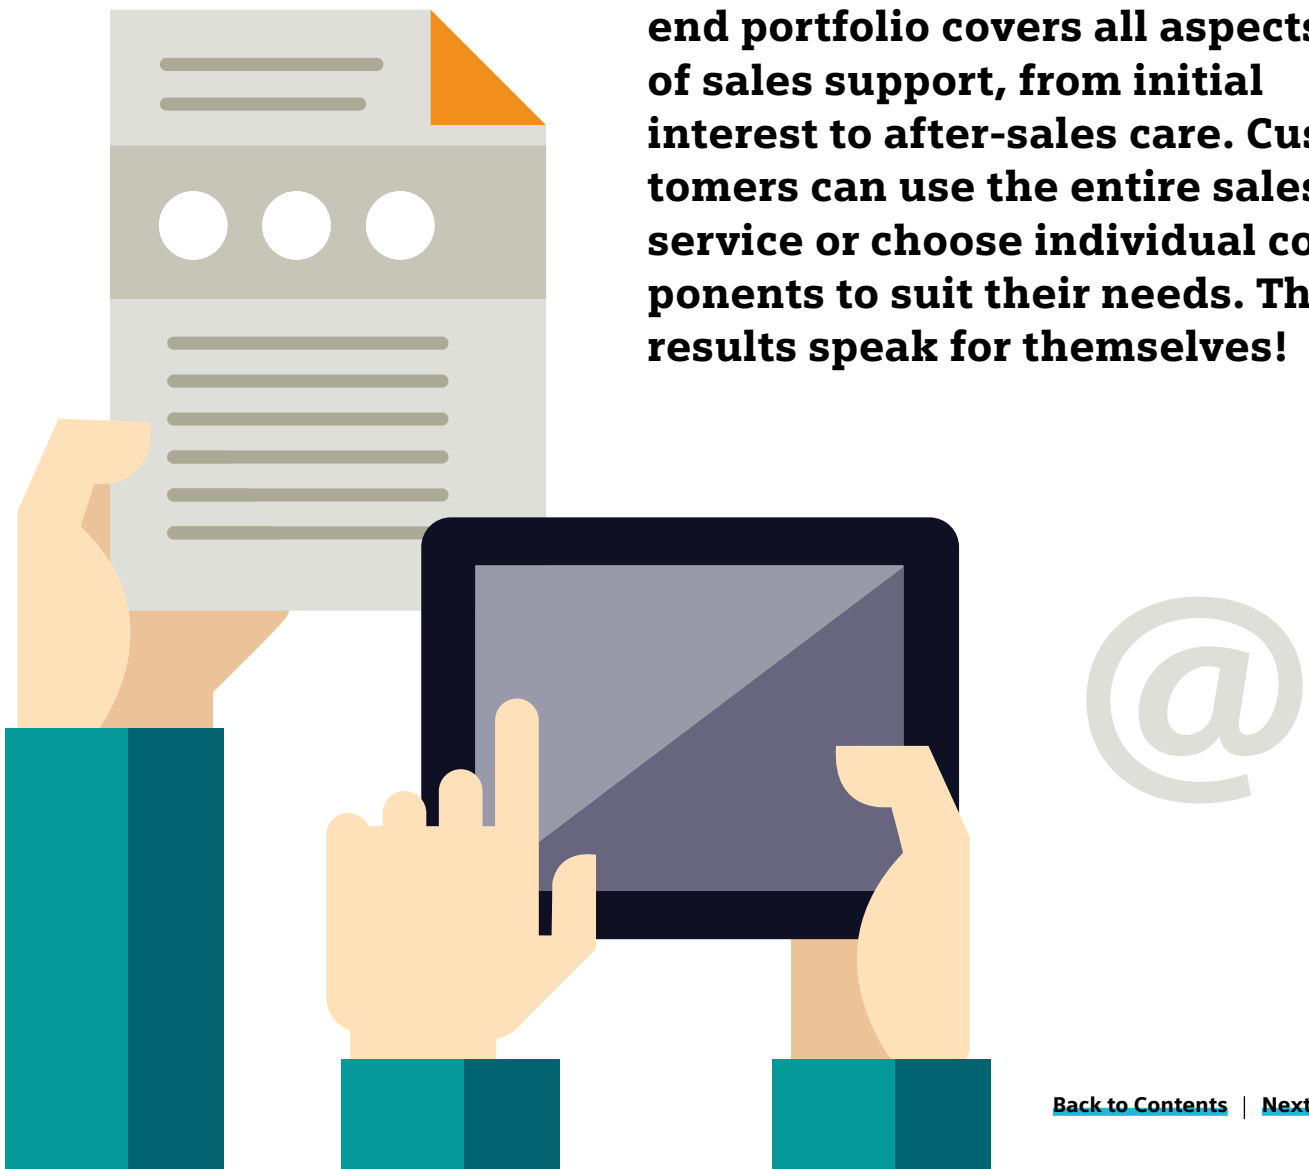 end portfolio covers all aspects
of sales support, from initial
interest to after-sales care. Cus
tomers can use the entire sales
service or choose individual co
ponents to suit their needs. Th
results speak for themselves!
@
Back to Contents | Next